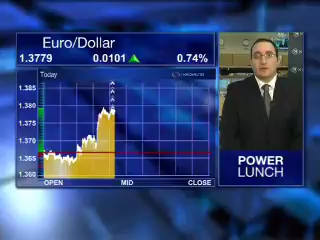 Euro/Dollar
1.3779 0.0101 0.74%
Today
1.385
1.380
1.375
1.370
1.365
1.360
OPEN MID CLOSE
POWER
LUNCH